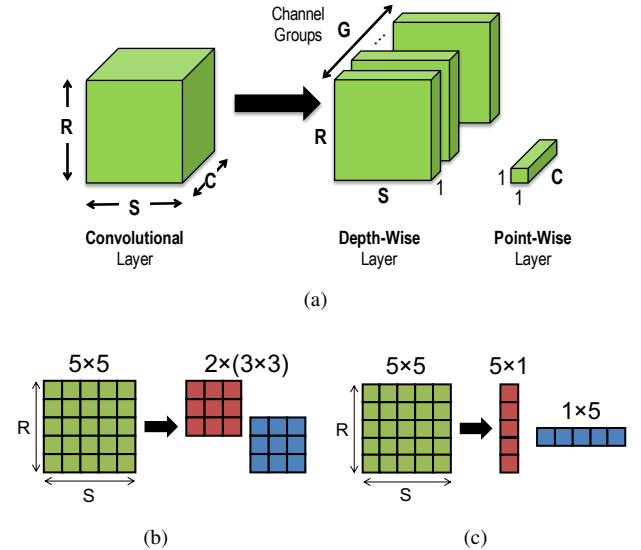 Channel
Groups
G
...
R
S
C
R
S
1
1
1
C
Convolutional
Layer
Depth-Wise
Layer
Point-Wise
Layer
(a)
5×5
2×(3×3)
R
S
(b)
5×5
5×1
1×5
R
S
(c)